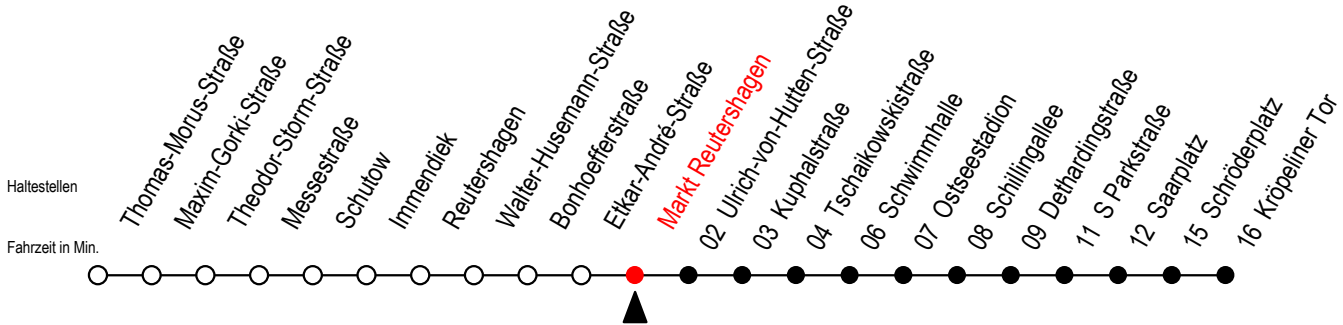 Haltestellen
Fahrzeit in Min.
Thomas-Morus-Straße
Maxim-Gorki-Straße
Theodor-Storm-Straße
Messestraße
Schutow
Immendiek
Reutershagen
Walter-Husemann-Straße
Bonhoefferstraße
Etkar-André-Straße
Markt Reutershagen
02 Ulrich-von-Hutten-Straße
03 Kuphalstraße
04 Tschaikowskistraße
06 Schwimmhalle
07 Ostseestadion
08 Schillingallee
09 Dethardingstraße
11 S Parkstraße
12 Saarplatz
15 Schröderplatz
16 Kröpeliner Tor